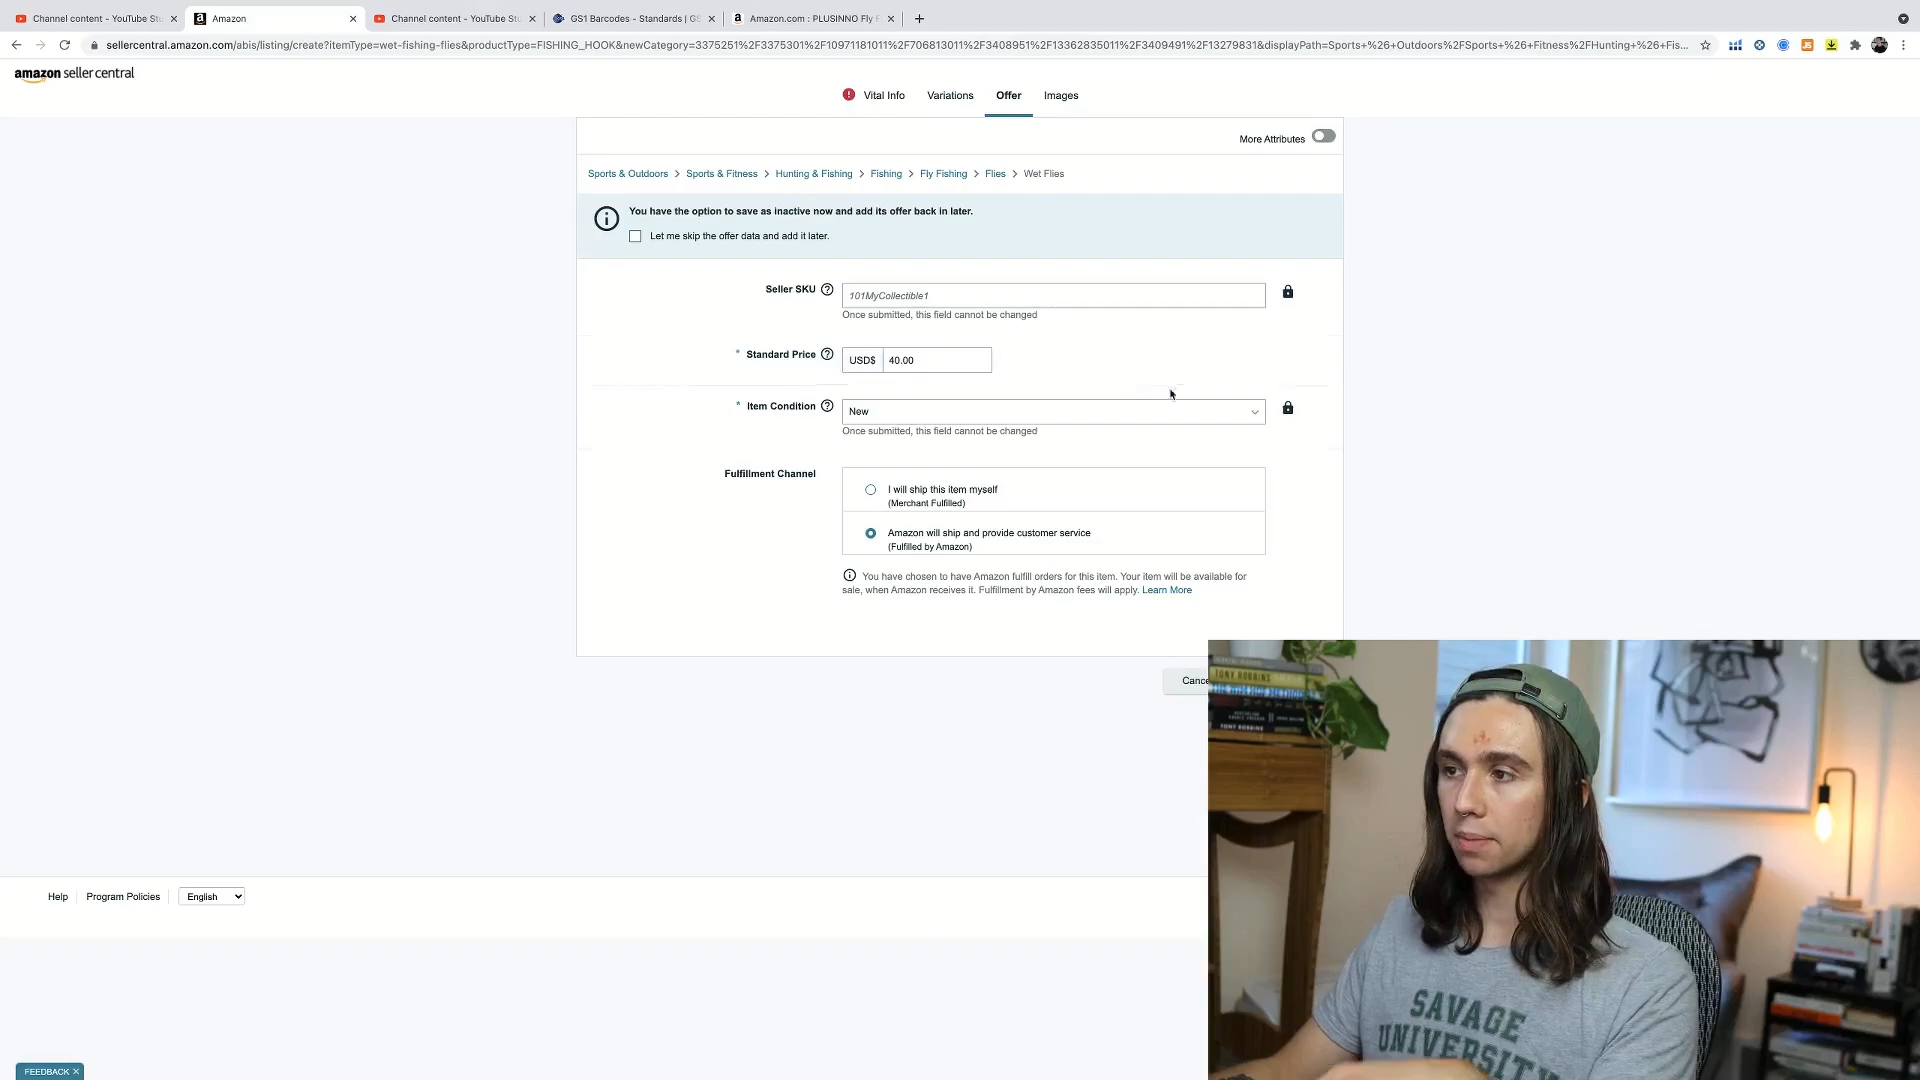 Channel content - YouTube Stu
Amazon
Channel content - YouTube Stu
GS1 Barcodes - Standards | GS
Amazon.com : PLUSINNO Fly F
sellercentral.amazon.com/abis/listing/create?itemType=wet-fishing-flies&productType=FISHING_HOOK&newCategory=3375251%2F3375301%2F10971181011%2F706813011%2F3408951%2F13362835011%2F3409491%2F13279831&displayPath=Sports+%26+Outdoors%2FSports+%26+Fitness%2FHunting+%26+Fis...
amazon seller central
Vital Info
Variations
Offer
Images
More Attributes
Sports & Outdoors > Sports & Fitness > Hunting & Fishing > Fishing > Fly Fishing > Flies > Wet Flies
You have the option to save as inactive now and add its offer back in later.
Let me skip the offer data and add it later.
Seller SKU
101MyCollectible1
Once submitted, this field cannot be changed
* Standard Price
USD$ 40.00
* Item Condition
New
Once submitted, this field cannot be changed
Fulfillment Channel
I will ship this item myself
(Merchant Fulfilled)
Amazon will ship and provide customer service
(Fulfilled by Amazon)
You have chosen to have Amazon fulfill orders for this item. Your item will be available for
sale, when Amazon receives it. Fulfillment by Amazon fees will apply. Learn More
Cance
TONY ROBBINS
TONY ROBBINS
SAVAGE
UNIVERSITY
Help
Program Policies
English
FEEDBACK